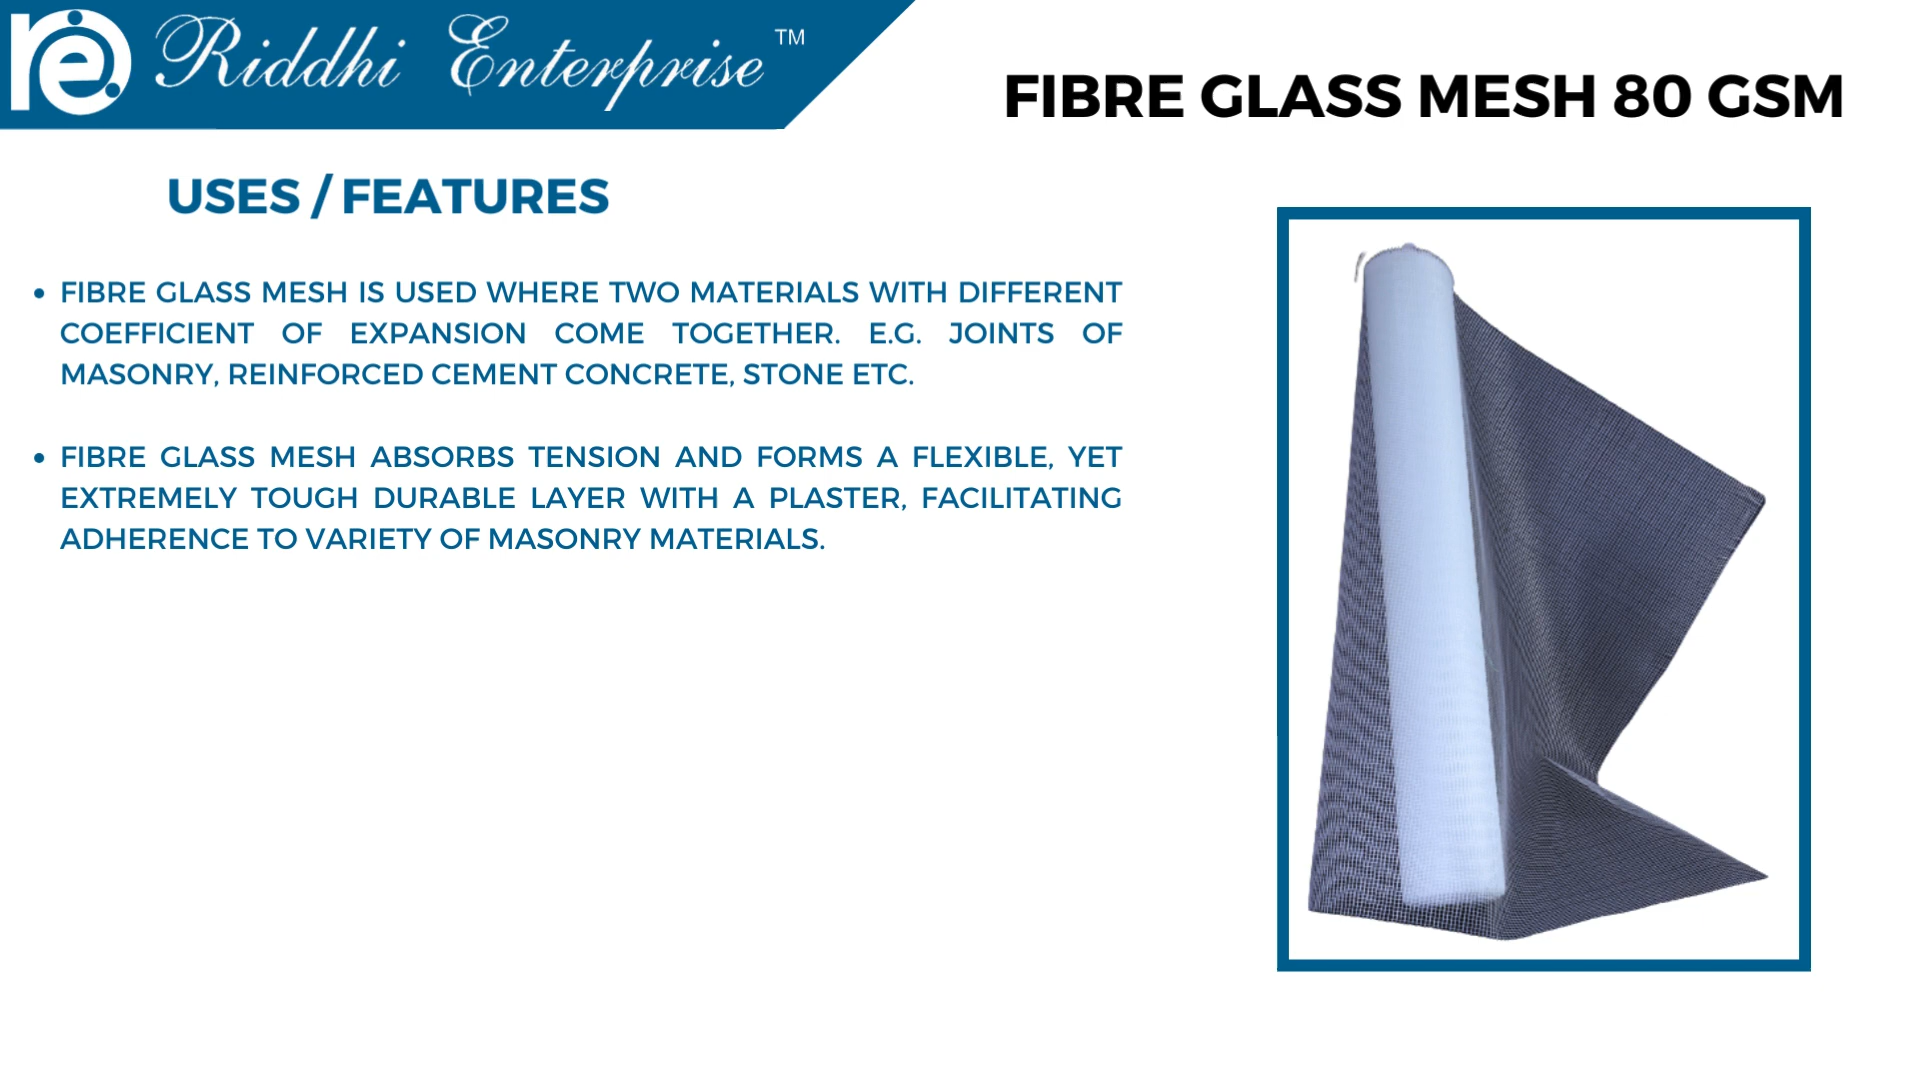 re Riddhi Enterprise™
FIBRE GLASS MESH 80 GSM
USES / FEATURES
• FIBRE GLASS MESH IS USED WHERE TWO MATERIALS WITH DIFFERENT
COEFFICIENT OF EXPANSION COME TOGETHER. E.G. JOINTS OF
MASONRY, REINFORCED CEMENT CONCRETE, STONE ETC.
• FIBRE GLASS MESH ABSORBS TENSION AND FORMS A FLEXIBLE, YET
EXTREMELY TOUGH DURABLE LAYER WITH A PLASTER, FACILITATING
ADHERENCE TO VARIETY OF MASONRY MATERIALS.